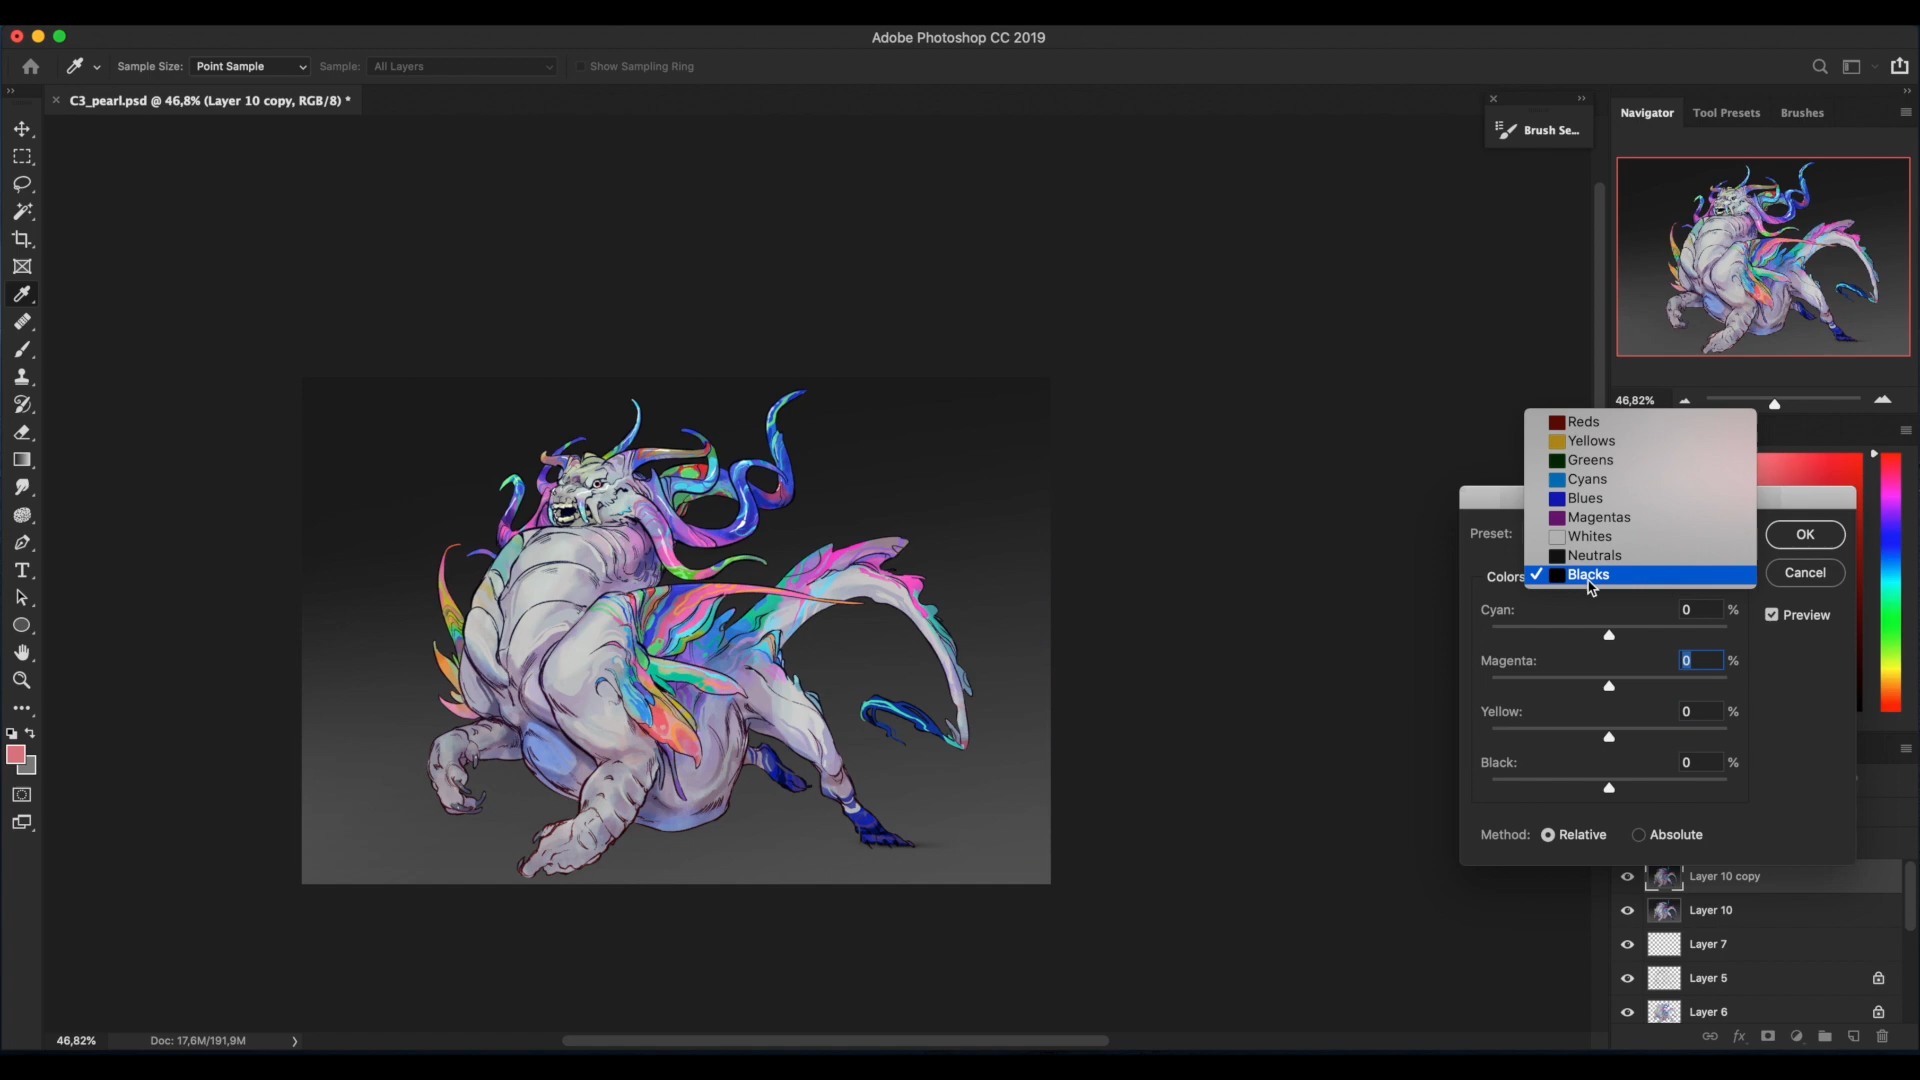 Adobe Photoshop CC 2019
Sample Size: Point Sample Sample: All Layers Show Sampling Ring
× C3_pearl.psd @ 46,8% (Layer 10 copy, RGB/8) *
Brush Se...
Navigator Tool Presets Brushes
46,82%
Reds
Yellows
Greens
Cyans
Blues
Magentas
Whites
Neutrals
Blacks
Preset:
OK
Colors
Cancel
Cyan: 0 %
Preview
Magenta: 0 %
Yellow: 0 %
Black: 0 %
Method: Relative Absolute
Layer 10 copy
Layer 10
Layer 7
Layer 5
Layer 6
46,82% Doc: 17,6M/191,9M